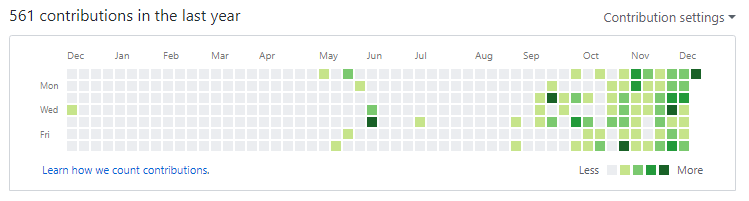 561 contributions in the last year
Contribution settings
Dec Jan Feb Mar Apr May Jun Jul Aug Sep Oct Nov Dec
Mon
Wed
Fri
Learn how we count contributions.
Less More